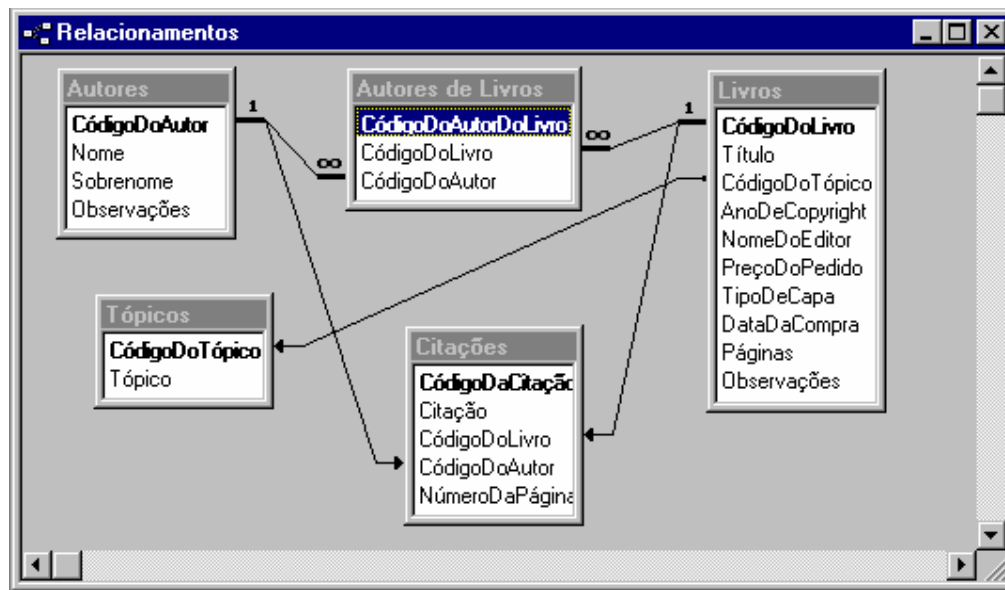 Relacionamentos
Autores
CódigoDoAutor
Nome
Sobrenome
Observações
1
∞
Autores de Livros
CódigoDoAutorDoLivro
CódigoDoLivro
CódigoDoAutor
∞
1
Livros
CódigoDoLivro
Título
CódigoDoTópico
AnoDeCopyright
NomeDoEditor
PreçoDoPedido
TipoDeCapa
DataDaCompra
Páginas
Observações
Tópicos
CódigoDoTópico
Tópico
Citações
CódigoDaCitação
Citação
CódigoDoLivro
CódigoDoAutor
NúmeroDaPágina